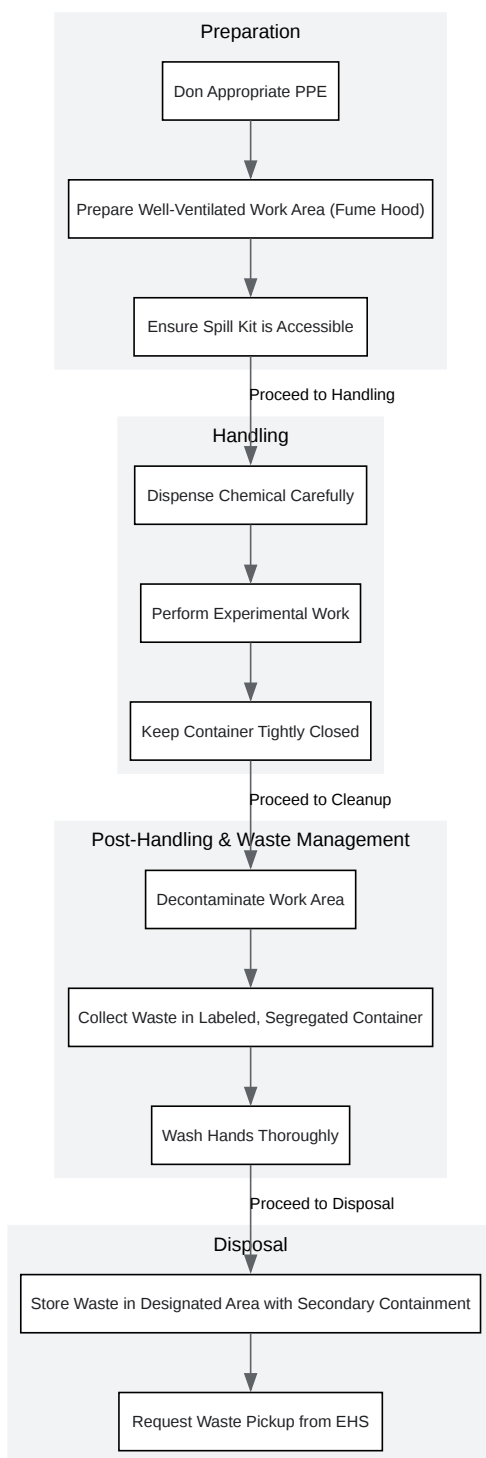 Preparation
Don Appropriate PPE
Prepare Well-Ventilated Work Area (Fume Hood)
Ensure Spill Kit is Accessible
Proceed to Handling
Handling
Dispense Chemical Carefully
Perform Experimental Work
Keep Container Tightly Closed
Proceed to Cleanup
Post-Handling & Waste Management
Decontaminate Work Area
Collect Waste in Labeled, Segregated Container
Wash Hands Thoroughly
Proceed to Disposal
Disposal
Store Waste in Designated Area with Secondary Containment
Request Waste Pickup from EHS